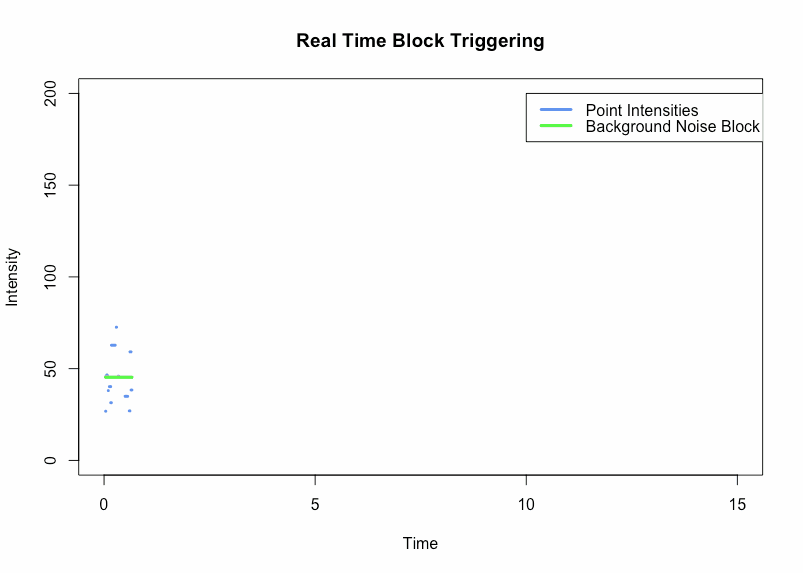 Real Time Block Triggering
Point Intensities
Background Noise Block
200
150
100
50
0
Intensity
0 5 10 15
Time